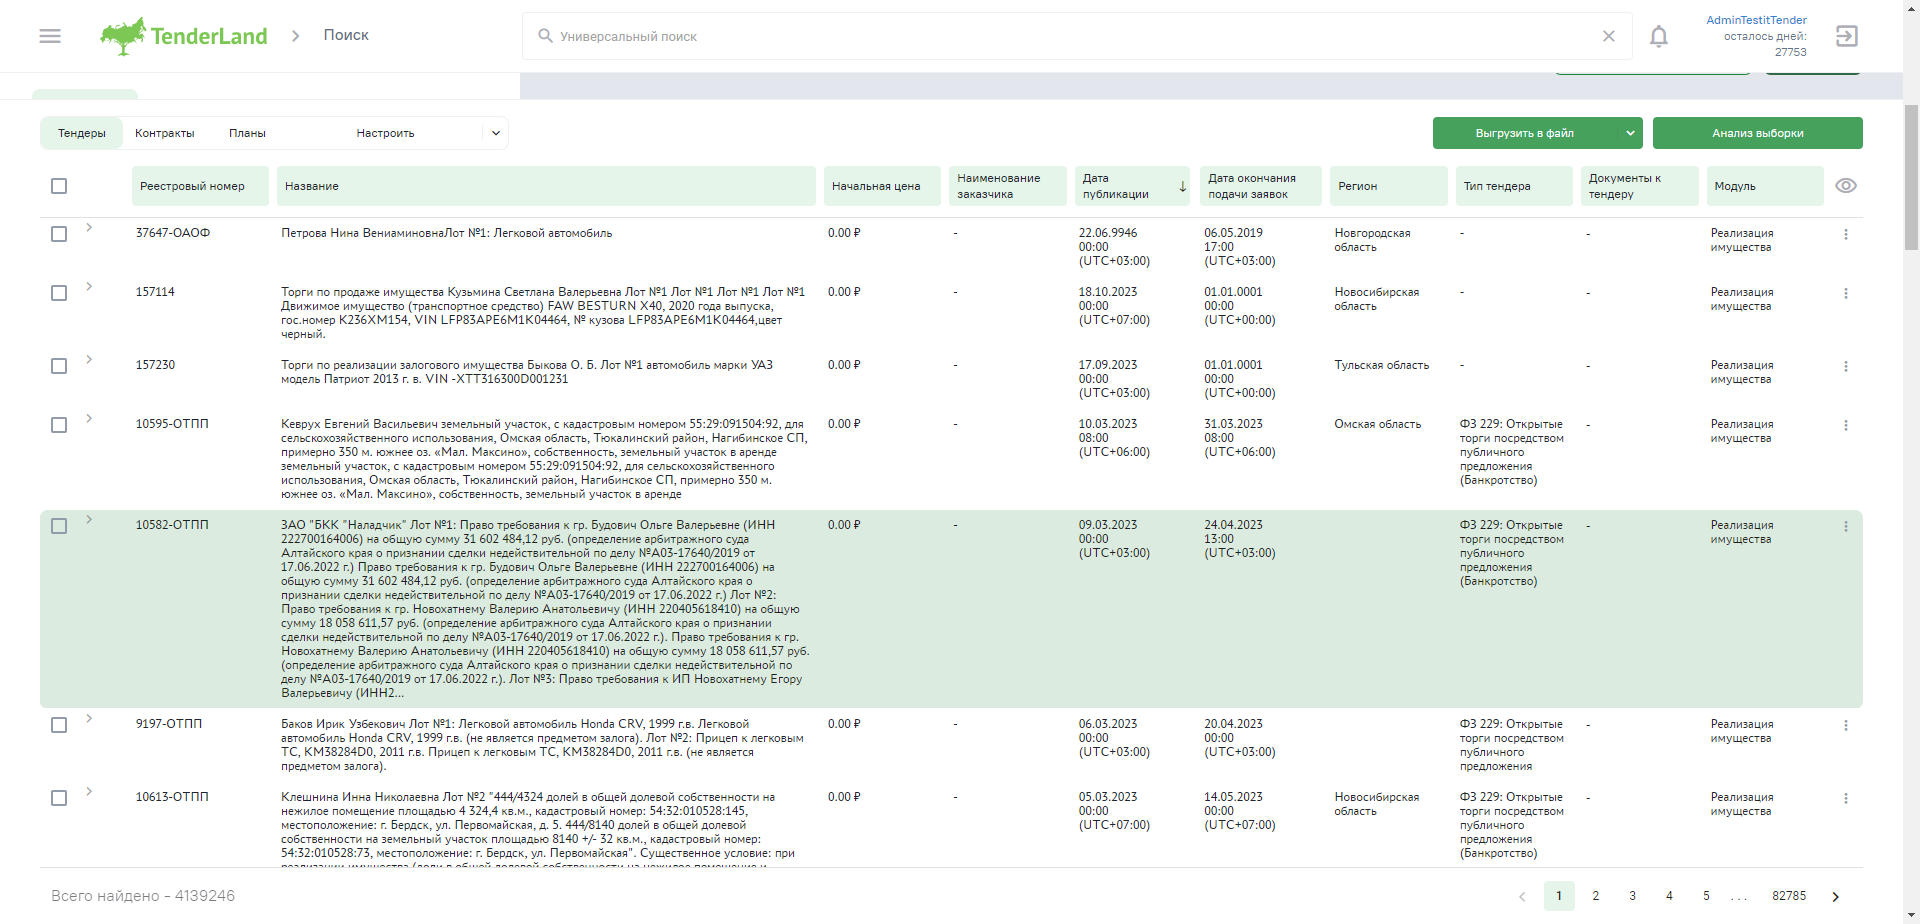 TenderLand
Поиск
Универсальный поиск
AdminTestitTender
осталось дней:
27753
Тендеры
Контракты
Планы
Настроить
Выгрузить в файл
Анализ выборки
Реестровый номер
Название
Начальная цена
Наименование
заказчика
Дата
публикации
Дата окончания
подачи заявок
Регион
Тип тендера
Документы к
тендеру
Модуль
37647-ОАОФ
Петрова Нина ВениаминовнаЛот №1: Легковой автомобиль
0.00 ₽
-
22.06.9946
00:00
(UTC+03:00)
06.05.2019
17:00
(UTC+03:00)
Новгородская
область
-
-
Реализация
имущества
157114
Торги по продаже имущества Кузьмина Светлана Валерьевна Лот №1 Лот №1 Лот №1 Лот №1
Движимое имущество (транспортное средство) FAW BESTURN X40, 2020 года выпуска,
гос.номер К236ХМ154, VIN LFP83APE6M1K04464, № кузова LFP83APE6M1K04464,цвет
черный.
0.00 ₽
-
18.10.2023
00:00
(UTC+07:00)
01.01.0001
00:00
(UTC+00:00)
Новосибирская
область
-
-
Реализация
имущества
157230
Торги по реализации залогового имущества Быкова О. Б. Лот №1 автомобиль марки УАЗ
модель Патриот 2013 г. в. VIN -XTT316300D001231
0.00 ₽
-
17.09.2023
00:00
(UTC+03:00)
01.01.0001
00:00
(UTC+00:00)
Тульская область
-
-
Реализация
имущества
10595-ОТПП
Кеврух Евгений Васильевич земельный участок, с кадастровым номером 55:29:091504:92, для
сельскохозяйственного использования, Омская область, Тюкалинский район, Нагибинское СП,
примерно 350 м. южнее оз. «Мал. Максино», собственность, земельный участок в аренде
земельный участок, с кадастровым номером 55:29:091504:92, для сельскохозяйственного
использования, Омская область, Тюкалинский район, Нагибинское СП, примерно 350 м.
южнее оз. «Мал. Максино», собственность, земельный участок в аренде
0.00 ₽
-
10.03.2023
08:00
(UTC+06:00)
31.03.2023
08:00
(UTC+06:00)
Омская область
ФЗ 229: Открытые
торги посредством
публичного
предложения
(Банкротство)
-
Реализация
имущества
10582-ОТПП
ЗАО "БКК "Наладчик" Лот №1: Право требования к гр. Будович Ольге Валерьевне (ИНН
222700164006) на общую сумму 31 602 484,12 руб. (определение арбитражного суда
Алтайского края о признании сделки недействительной по делу №А03-17640/2019 от
17.06.2022 г.) Право требования к гр. Будович Ольге Валерьевне (ИНН 222700164006) на
общую сумму 31 602 484,12 руб. (определение арбитражного суда Алтайского края о
признании сделки недействительной по делу №А03-17640/2019 от 17.06.2022 г.) Лот №2:
Право требования к гр. Новохатнему Валерию Анатольевичу (ИНН 220405618410) на общую
сумму 18 058 611,57 руб. (определение арбитражного суда Алтайского края о признании
сделки недействительной по делу №А03-17640/2019 от 17.06.2022 г.). Право требования к гр.
Новохатнему Валерию Анатольевичу (ИНН 220405618410) на общую сумму 18 058 611,57 руб.
(определение арбитражного суда Алтайского края о признании сделки недействительной по
делу №А03-17640/2019 от 17.06.2022 г.). Лот №3: Право требования к ИП Новохатнему Егору
Валерьевичу (ИНН2...
0.00 ₽
-
09.03.2023
00:00
(UTC+03:00)
24.04.2023
13:00
(UTC+03:00)
ФЗ 229: Открытые
торги посредством
публичного
предложения
(Банкротство)
-
Реализация
имущества
9197-ОТПП
Баков Ирик Узбекович Лот №1: Легковой автомобиль Honda CRV, 1999 г.в. Легковой
автомобиль Honda CRV, 1999 г.в. (не является предметом залога). Лот №2: Прицеп к легковым
ТС, КМ38284D0, 2011 г.в. Прицеп к легковым ТС, КМ38284D0, 2011 г.в. (не является
предметом залога).
0.00 ₽
-
06.03.2023
00:00
(UTC+03:00)
20.04.2023
00:00
(UTC+03:00)
ФЗ 229: Открытые
торги посредством
публичного
предложения
-
Реализация
имущества
10613-ОТПП
Клешнина Инна Николаевна Лот №2 "444/4324 долей в общей долевой собственности на
нежилое помещение площадью 4 324,4 кв.м., кадастровый номер: 54:32:010528:145,
местоположение: г. Бердск, ул. Первомайская, д. 5. 444/8140 долей в общей долевой
собственности на земельный участок площадью 8140 +/- 32 кв.м., кадастровый номер:
54:32:010528:73, местоположение: г. Бердск, ул. Первомайская". Существенное условие: при
0.00 ₽
-
05.03.2023
00:00
(UTC+07:00)
14.05.2023
00:00
(UTC+07:00)
Новосибирская
область
ФЗ 229: Открытые
торги посредством
публичного
предложения
(Банкротство)
-
Реализация
имущества
Всего найдено - 4139246
1 2 3 4 5 ... 82785